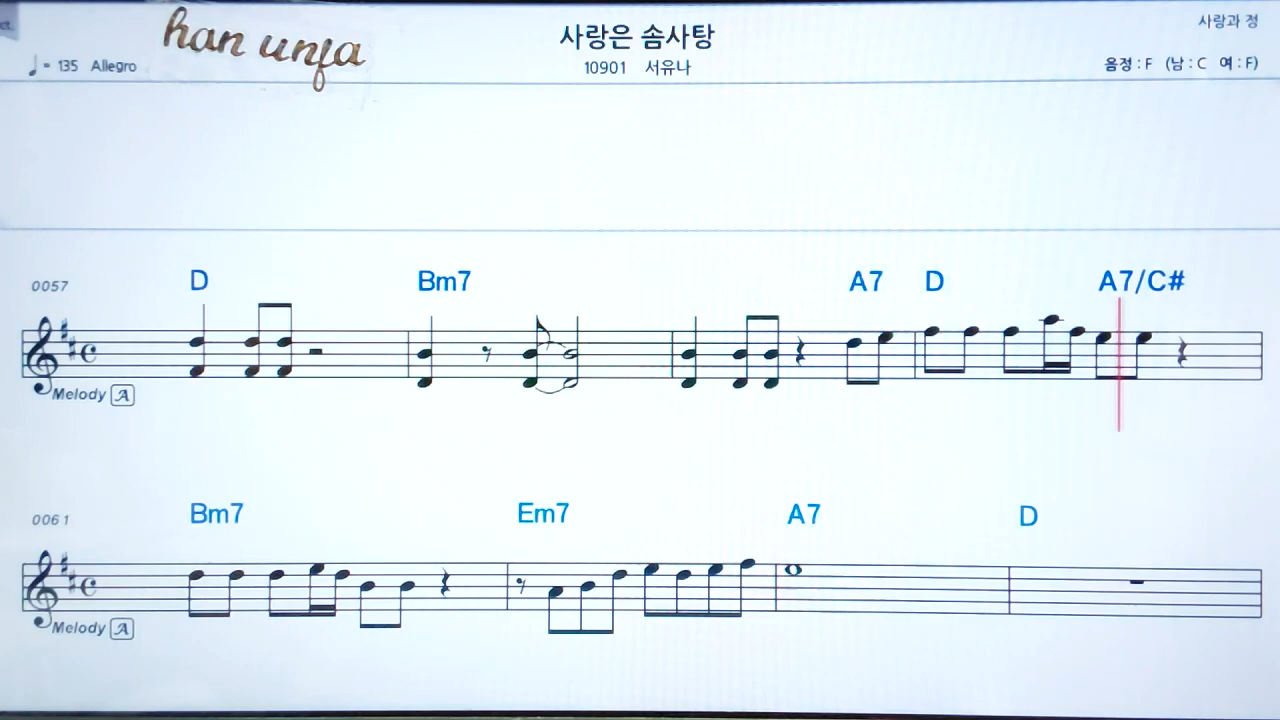 ct.
han unja
사랑은 솜사탕
사랑과 정
♩= 135 Allegro
10901 서유나
음정 : F (남 : C 여 : F)
0057 D Bm7 A7 D A7/C#
Melody A
0061 Bm7 Em7 A7 D
Melody A